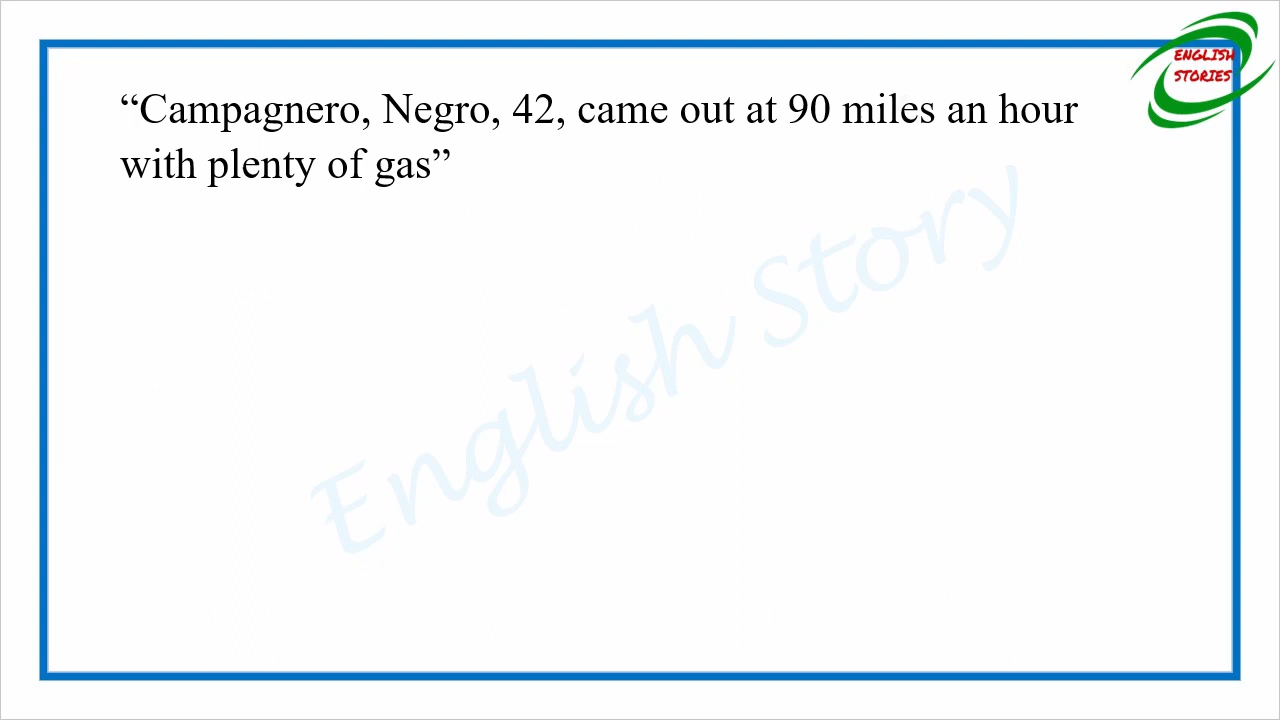 ENGLISH
STORIES
“Campagnero, Negro, 42, came out at 90 miles an hour
with plenty of gas”
English Story